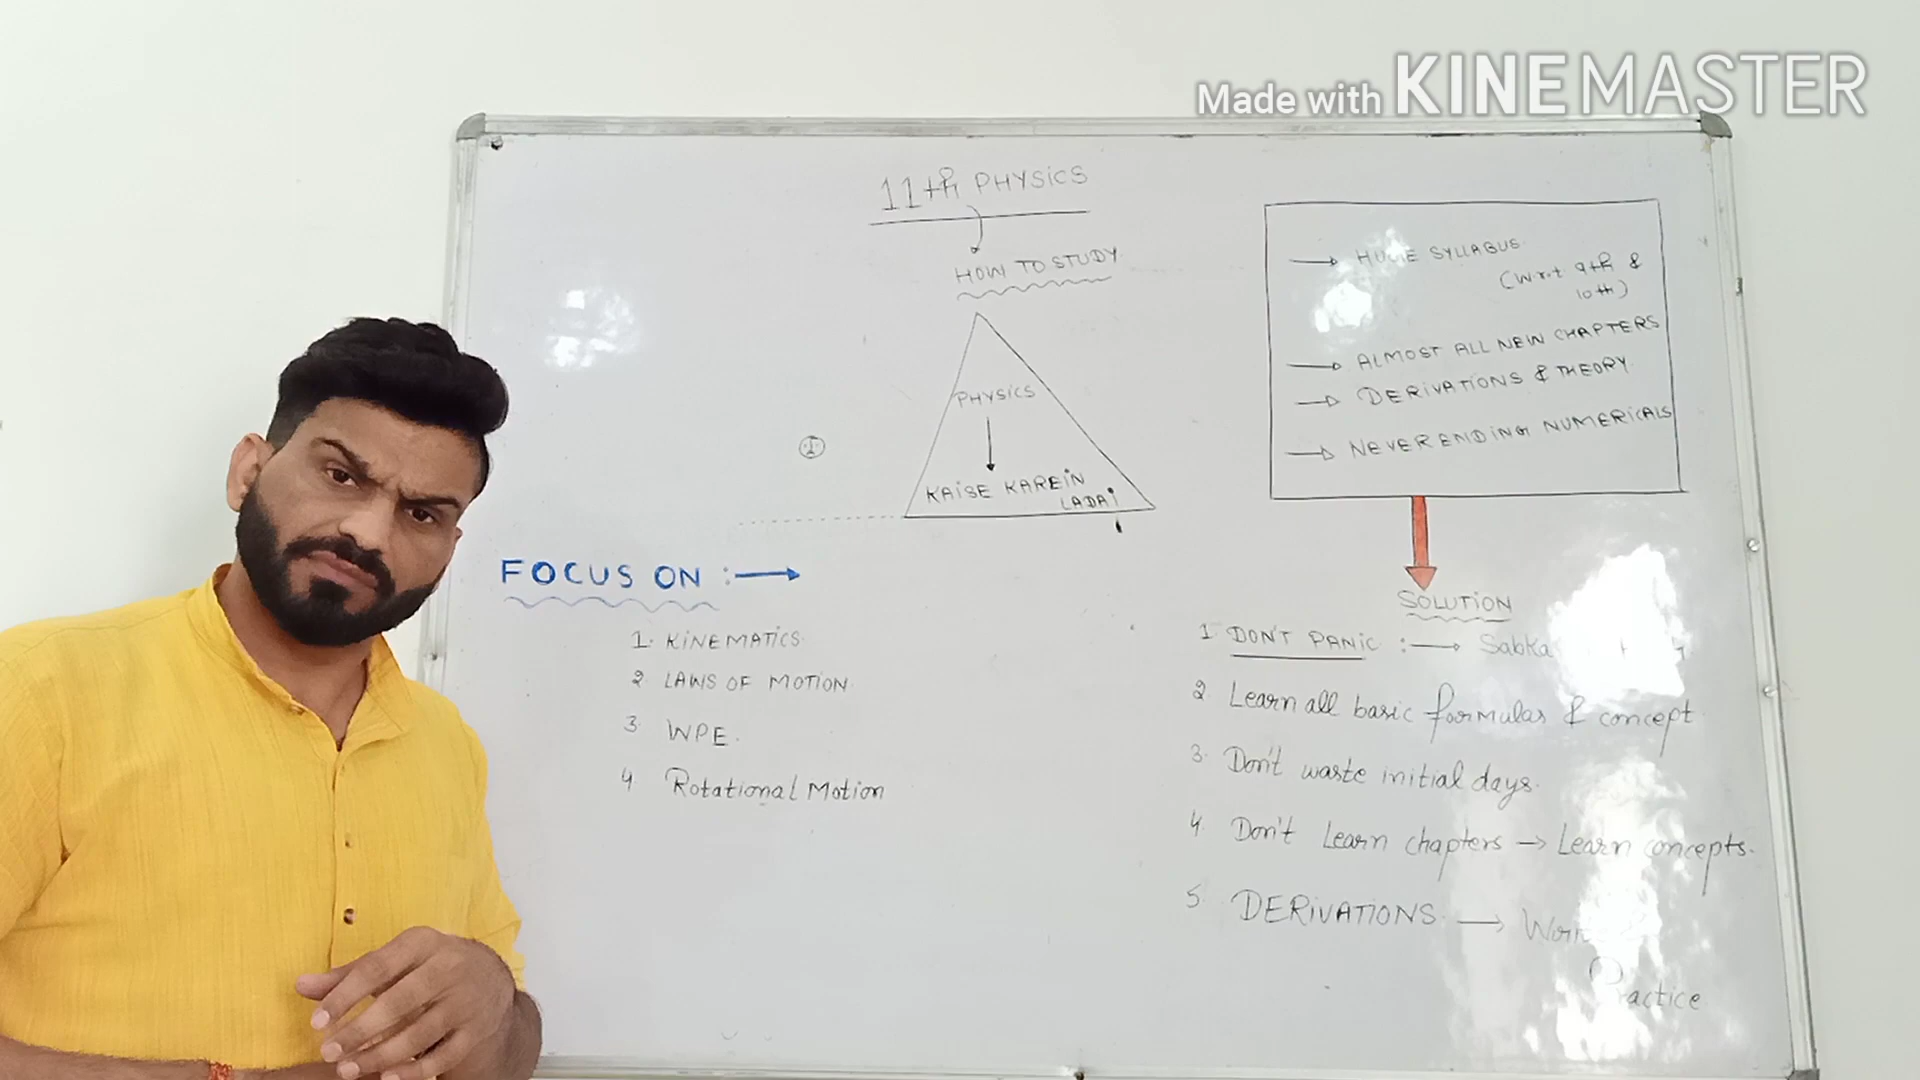 Made with KINEMASTER
11th PHYSICS
HOW TO STUDY
PHYSICS
KAISE KAREIN
LADAI
1
FOCUS ON :→
1. KINEMATICS
2 LAWS OF MOTION
3. WPE.
4 Rotational Motion
→ HUGE SYLLABUS
(w.r.t 9th &
10th)
→ ALMOST ALL NEW CHAPTERS
→ DERIVATIONS & THEORY
→ NEVER ENDING NUMERICALS
SOLUTION
1 DON'T PANIC :→ Sabka
2 Learn all basic formulas & concept.
3. Don't waste initial days.
4. Don't Learn chapters → Learn concepts.
5. DERIVATIONS →
Practice